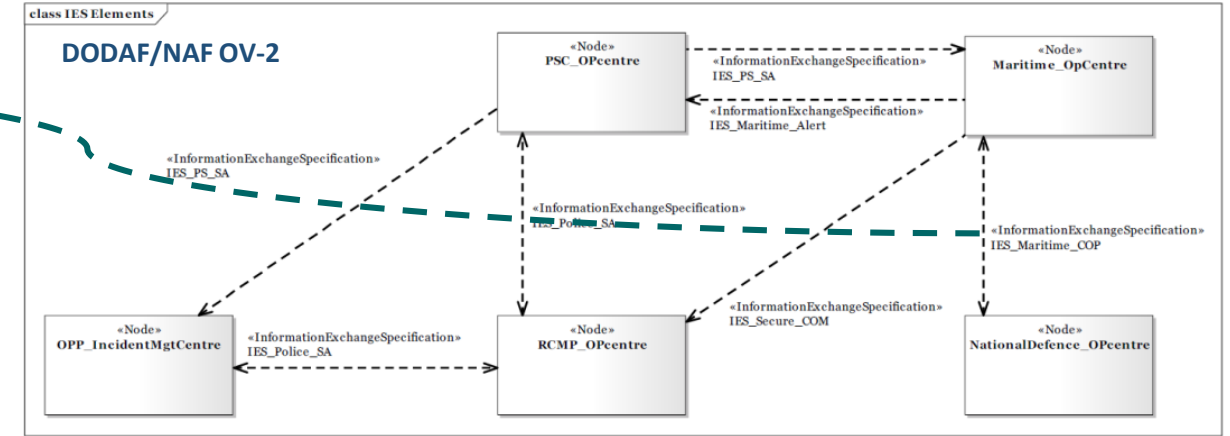 class IES Elements
DODAF/NAF OV-2
«Node»
PSC_OPcentre
«InformationExchangeSpecification»
IES_PS_SA
«Node»
Maritime_OpCentre
«InformationExchangeSpecification»
IES_Maritime_Alert
«InformationExchangeSpecification»
IES_PS_SA
«InformationExchangeSpecification»
IES_Police_SA
«InformationExchangeSpecification»
IES_Maritime_COP
«InformationExchangeSpecification»
IES_Secure_COM
«Node»
OPP_IncidentMgtCentre
«InformationExchangeSpecification»
IES_Police_SA
«Node»
RCMP_OPcentre
«Node»
NationalDefence_OPcentre